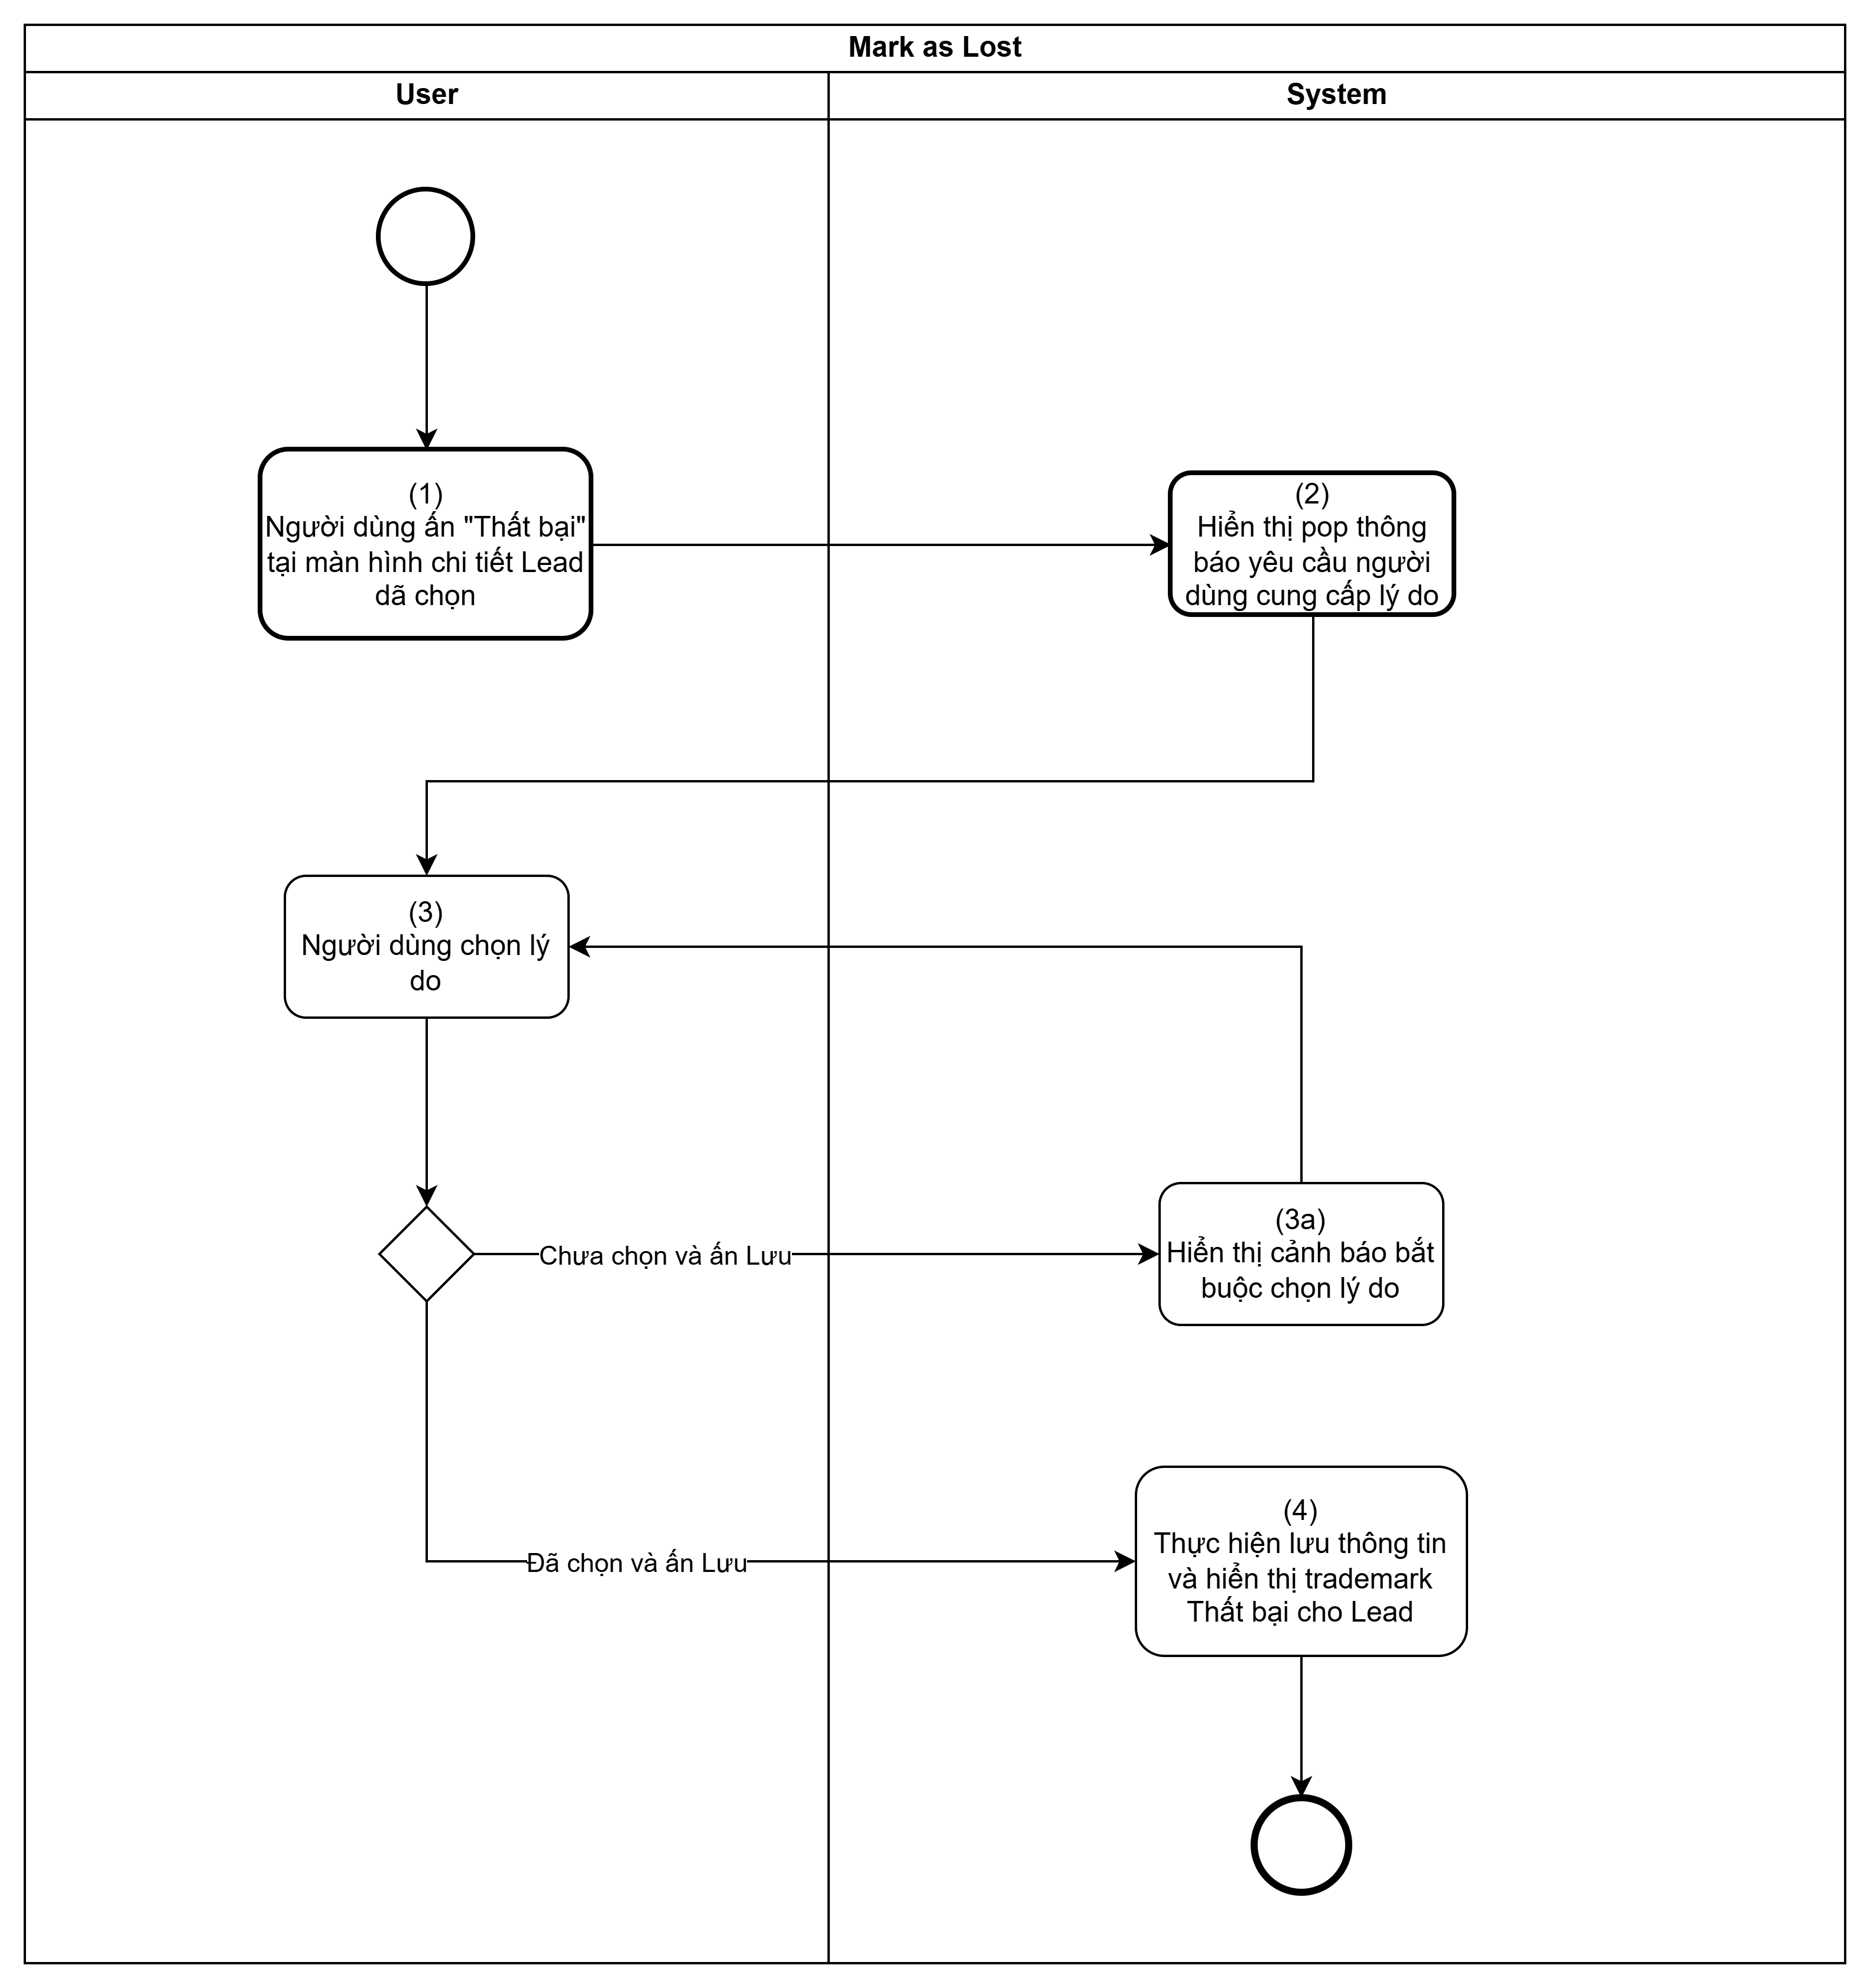 Mark as Lost
User
System
(1)
Người dùng ấn "Thất bại"
tại màn hình chi tiết Lead
dã chọn
(2)
Hiển thị pop thông
báo yêu cầu người
dùng cung cấp lý do
(3)
Người dùng chọn lý
do
Chưa chọn và ấn Lưu
(3a)
Hiển thị cảnh báo bắt
buộc chọn lý do
Đã chọn và ấn Lưu
(4)
Thực hiện lưu thông tin
và hiển thị trademark
Thất bại cho Lead